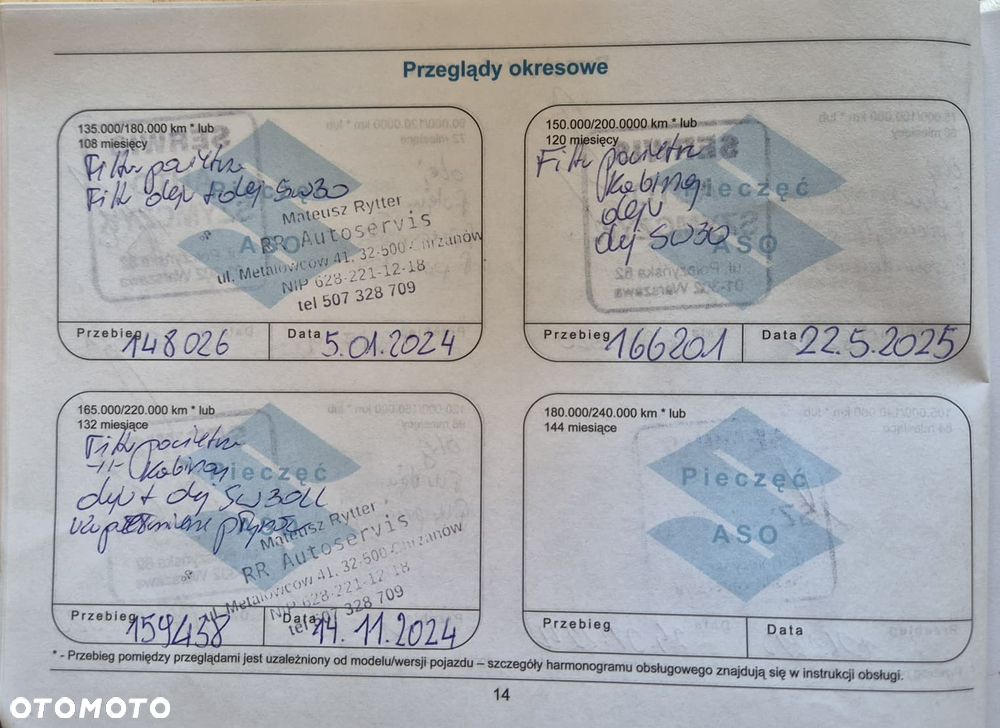 Przeglądy okresowe
135.000/180.000 km * lub
108 miesięcy
Filtr powietrza
Filtr oleju + olej 5W30
Pieczęć
ASO
Mateusz Rytter
RR Autoservis
ul. Metalowców 41, 32-500 Chrzanów
NIP 628-221-12-18
tel 507 328 709
Przebieg 148026
Data 5.01.2024
150.000/200.0000 km * lub
120 miesięcy
Filtr powietrza
Kabinowy
oleju
olej 5W30
Pieczęć
ASO
Przebieg 166201
Data 22.5.2025
165.000/220.000 km * lub
132 miesiące
Filtr powietrza
-11- Kabinowy
oleju + olej 5W30
Pieczęć
Mateusz Rytter
RR Autoservis
ul. Metalowców 41, 32-500 Chrzanów
NIP 628-221-12-18
tel 507 328 709
Przebieg 159438
Data 14.11.2024
180.000/240.000 km * lub
144 miesiące
Pieczęć
ASO
Przebieg
Data
* - Przebieg pomiędzy przeglądami jest uzależniony od modelu/wersji pojazdu – szczegóły harmonogramu obsługowego znajdują się w instrukcji obsługi.
14
OTOMOTO